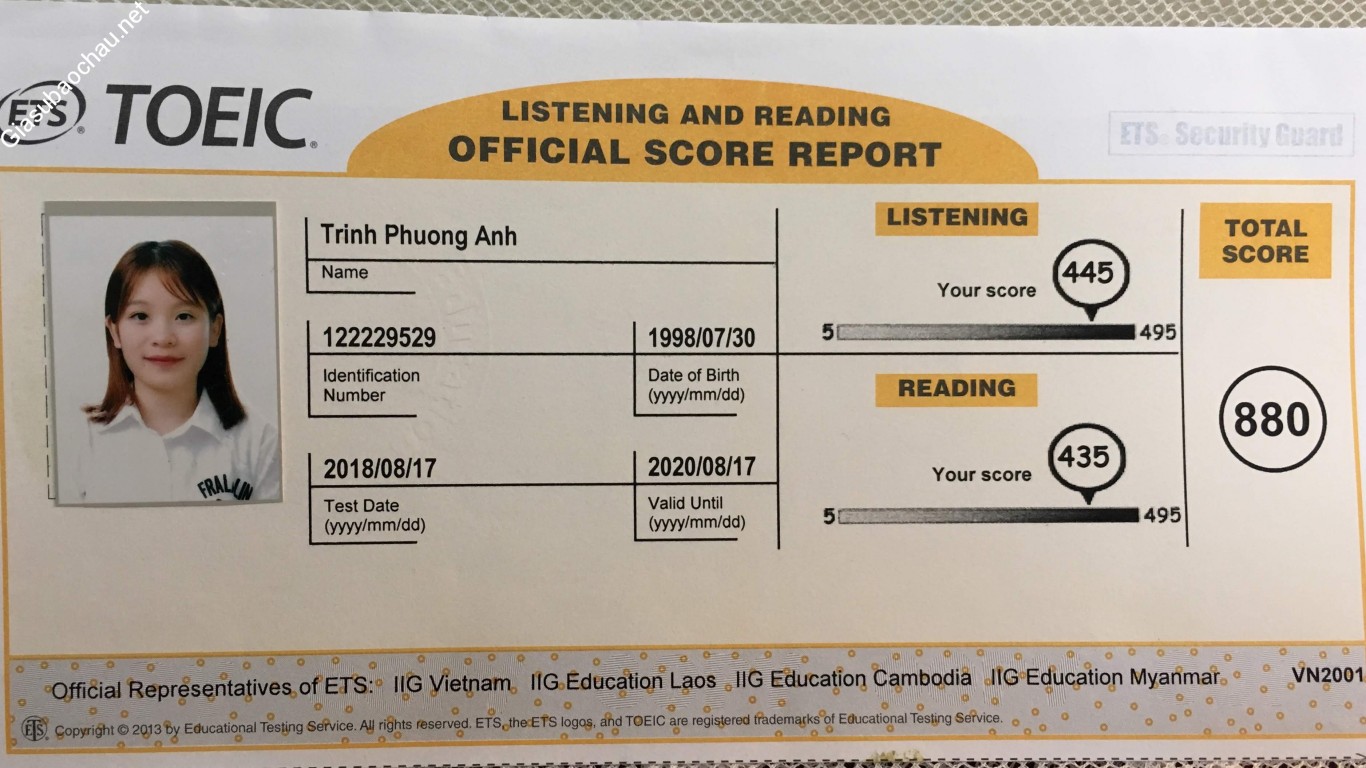 Giasubaochau.net
ETS® TOEIC®
LISTENING AND READING
OFFICIAL SCORE REPORT
ETS® Security Guard
Trinh Phuong Anh
Name
122229529
Identification
Number
1998/07/30
Date of Birth
(yyyy/mm/dd)
2018/08/17
Test Date
(yyyy/mm/dd)
2020/08/17
Valid Until
(yyyy/mm/dd)
LISTENING
Your score 445
5 495
READING
Your score 435
5 495
TOTAL
SCORE
880
Official Representatives of ETS: IIG Vietnam IIG Education Laos IIG Education Cambodia IIG Education Myanmar VN2001
ETS® Copyright © 2013 by Educational Testing Service. All rights reserved. ETS, the ETS logos, and TOEIC are registered trademarks of Educational Testing Service.